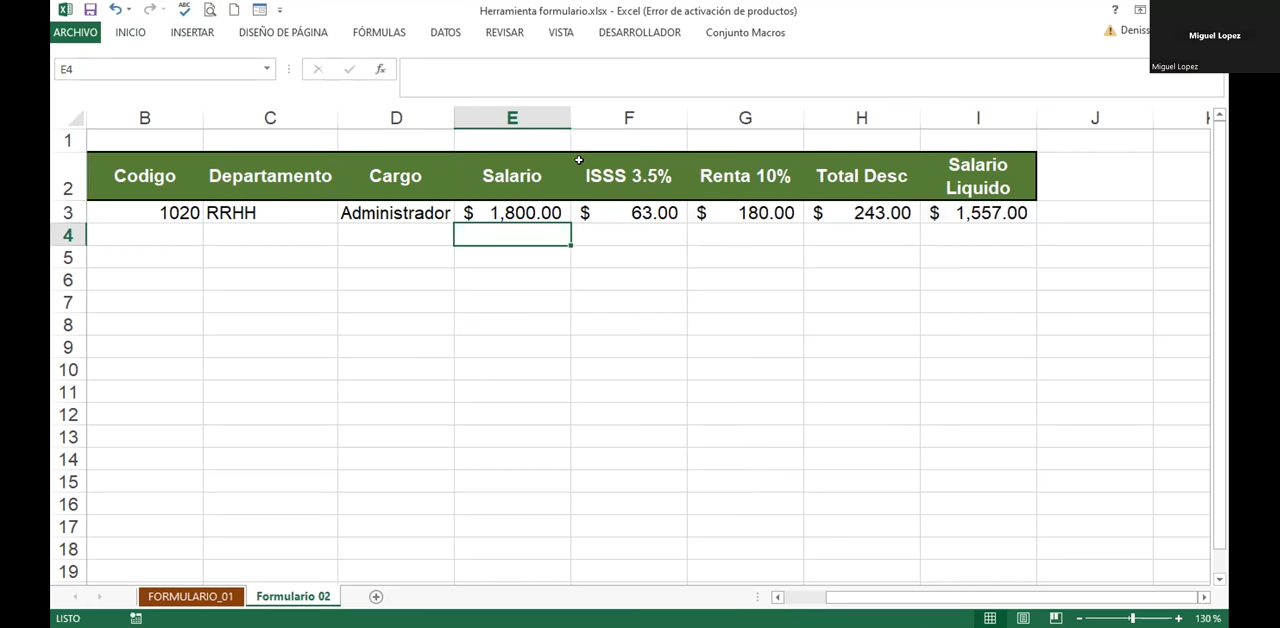 Herramienta formulario.xlsx - Excel (Error de activación de productos)
?
ARCHIVO INICIO INSERTAR DISEÑO DE PÁGINA FÓRMULAS DATOS REVISAR VISTA DESARROLLADOR Conjunto Macros Deniss
Miguel Lopez
Miguel Lopez
E4
fx
B C D E F G H I J
1
2 Codigo Departamento Cargo Salario ISSS 3.5% Renta 10% Total Desc Salario Liquido
3 1020 RRHH Administrador $ 1,800.00 $ 63.00 $ 180.00 $ 243.00 $ 1,557.00
4
5
6
7
8
9
10
11
12
13
14
15
16
17
18
19
FORMULARIO_01 Formulario 02
LISTO 130 %